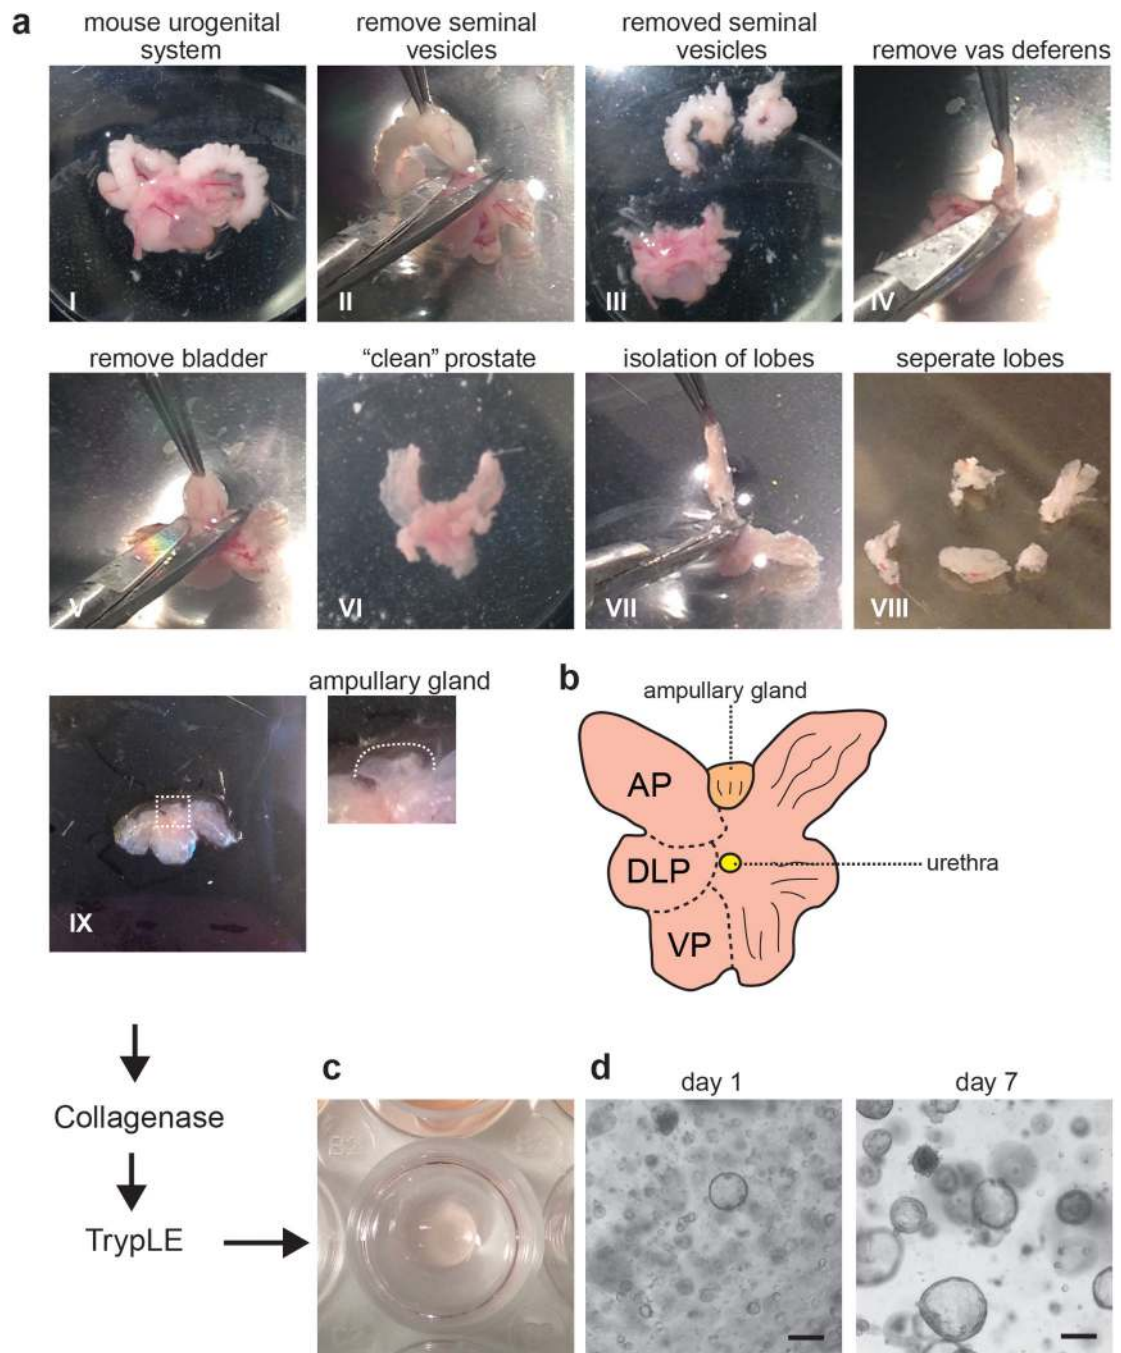 a
mouse urogenital
system
remove seminal
vesicles
removed seminal
vesicles
remove vas deferens
I
II
III
IV
remove bladder
“clean” prostate
isolation of lobes
seperate lobes
V
VI
VII
VIII
ampullary gland
IX
b
ampullary gland
AP
DLP
VP
urethra
Collagenase
TrypLE
c
d
day 1
day 7